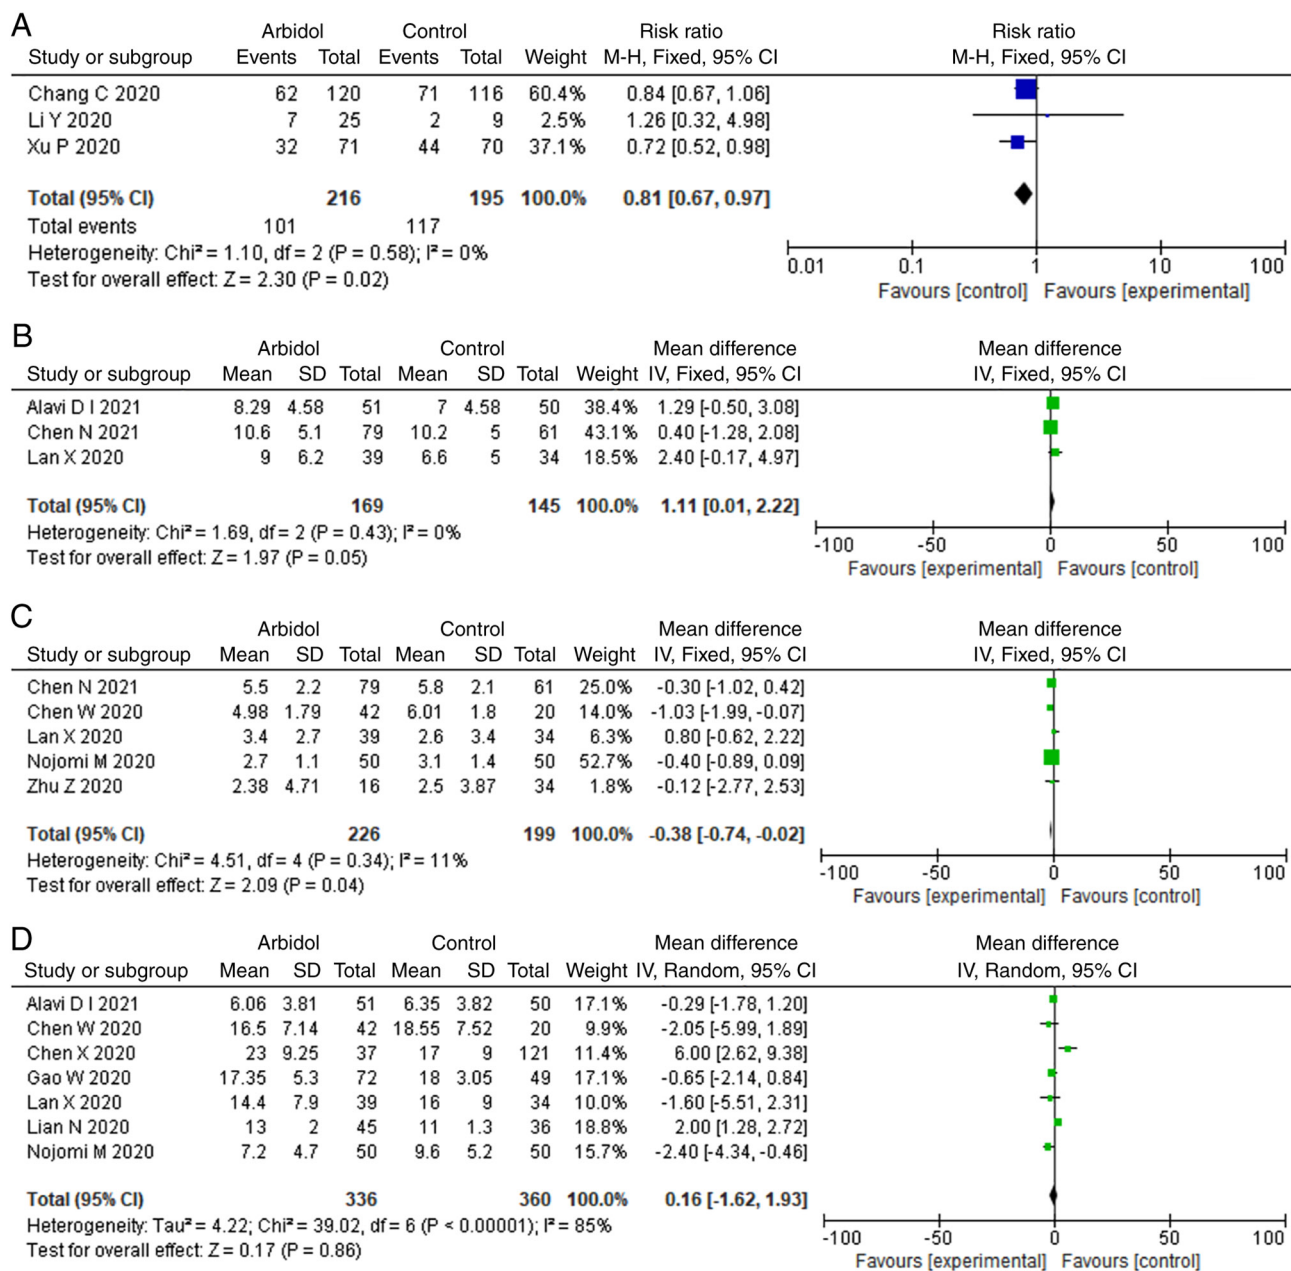 A
Arbidol Control Risk ratio Risk ratio
Study or subgroup Events Total Events Total Weight M-H, Fixed, 95% CI M-H, Fixed, 95% CI
Chang C 2020 62 120 71 116 60.4% 0.84 [0.67, 1.06]
Li Y 2020 7 25 2 9 2.5% 1.26 [0.32, 4.98]
Xu P 2020 32 71 44 70 37.1% 0.72 [0.52, 0.98]
Total (95% CI) 216 195 100.0% 0.81 [0.67, 0.97]
Total events 101 117
Heterogeneity: Chi² = 1.10, df = 2 (P = 0.58); I² = 0%
Test for overall effect: Z = 2.30 (P = 0.02)
0.01 0.1 1 10 100
Favours [control] Favours [experimental]
B
Arbidol Control Mean difference Mean difference
Study or subgroup Mean SD Total Mean SD Total Weight IV, Fixed, 95% CI IV, Fixed, 95% CI
Alavi D I 2021 8.29 4.58 51 7 4.58 50 38.4% 1.29 [-0.50, 3.08]
Chen N 2021 10.6 5.1 79 10.2 5 61 43.1% 0.40 [-1.28, 2.08]
Lan X 2020 9 6.2 39 6.6 5 34 18.5% 2.40 [-0.17, 4.97]
Total (95% CI) 169 145 100.0% 1.11 [0.01, 2.22]
Heterogeneity: Chi² = 1.69, df = 2 (P = 0.43); I² = 0%
Test for overall effect: Z = 1.97 (P = 0.05)
-100 -50 0 50 100
Favours [experimental] Favours [control]
C
Arbidol Control Mean difference Mean difference
Study or subgroup Mean SD Total Mean SD Total Weight IV, Fixed, 95% CI IV, Fixed, 95% CI
Chen N 2021 5.5 2.2 79 5.8 2.1 61 25.0% -0.30 [-1.02, 0.42]
Chen W 2020 4.98 1.79 42 6.01 1.8 20 14.0% -1.03 [-1.99, -0.07]
Lan X 2020 3.4 2.7 39 2.6 3.4 34 6.3% 0.80 [-0.62, 2.22]
Nojomi M 2020 2.7 1.1 50 3.1 1.4 50 52.7% -0.40 [-0.89, 0.09]
Zhu Z 2020 2.38 4.71 16 2.5 3.87 34 1.8% -0.12 [-2.77, 2.53]
Total (95% CI) 226 199 100.0% -0.38 [-0.74, -0.02]
Heterogeneity: Chi² = 4.51, df = 4 (P = 0.34); I² = 11%
Test for overall effect: Z = 2.09 (P = 0.04)
-100 -50 0 50 100
Favours [experimental] Favours [control]
D
Arbidol Control Mean difference Mean difference
Study or subgroup Mean SD Total Mean SD Total Weight IV, Random, 95% CI IV, Random, 95% CI
Alavi D I 2021 6.06 3.81 51 6.35 3.82 50 17.1% -0.29 [-1.78, 1.20]
Chen W 2020 16.5 7.14 42 18.55 7.52 20 9.9% -2.05 [-5.99, 1.89]
Chen X 2020 23 9.25 37 17 9 121 11.4% 6.00 [2.62, 9.38]
Gao W 2020 17.35 5.3 72 18 3.05 49 17.1% -0.65 [-2.14, 0.84]
Lan X 2020 14.4 7.9 39 16 9 34 10.0% -1.60 [-5.51, 2.31]
Lian N 2020 13 2 45 11 1.3 36 18.8% 2.00 [1.28, 2.72]
Nojomi M 2020 7.2 4.7 50 9.6 5.2 50 15.7% -2.40 [-4.34, -0.46]
Total (95% CI) 336 360 100.0% 0.16 [-1.62, 1.93]
Heterogeneity: Tau² = 4.22; Chi² = 39.02, df = 6 (P < 0.00001); I² = 85%
Test for overall effect: Z = 0.17 (P = 0.86)
-100 -50 0 50 100
Favours [experimental] Favours [control]